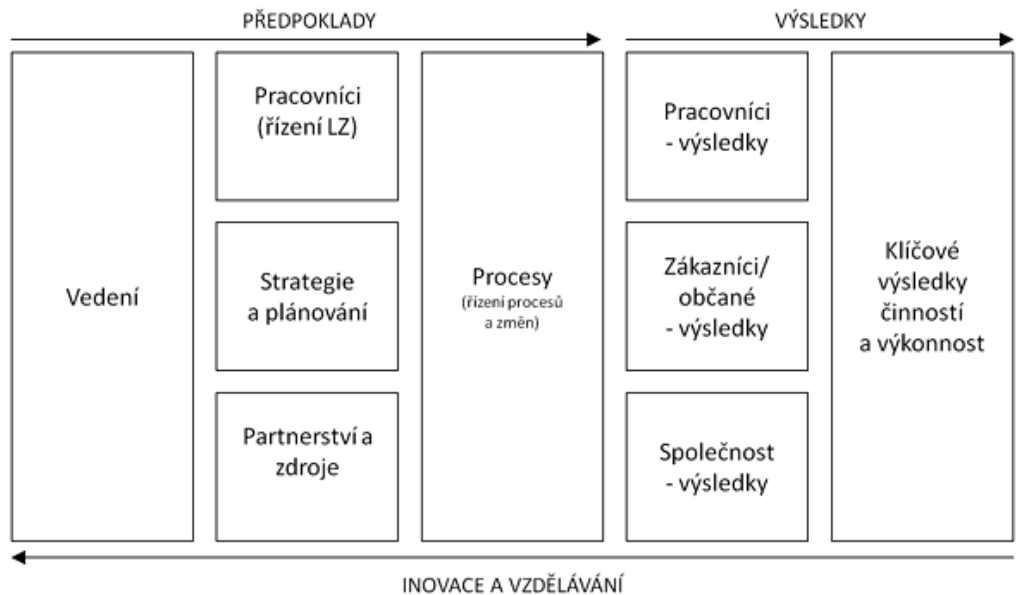 PŘEDPOKLADY
VÝSLEDKY
Vedení
Pracovníci
(řízení LZ)
Strategie
a plánování
Partnerství a
zdroje
Procesy
(řízení procesů
a změn)
Pracovníci
- výsledky
Zákazníci/
občané
- výsledky
Společnost
- výsledky
Klíčové
výsledky
činností
a výkonnost
INOVACE A VZDĚLÁVÁNÍ